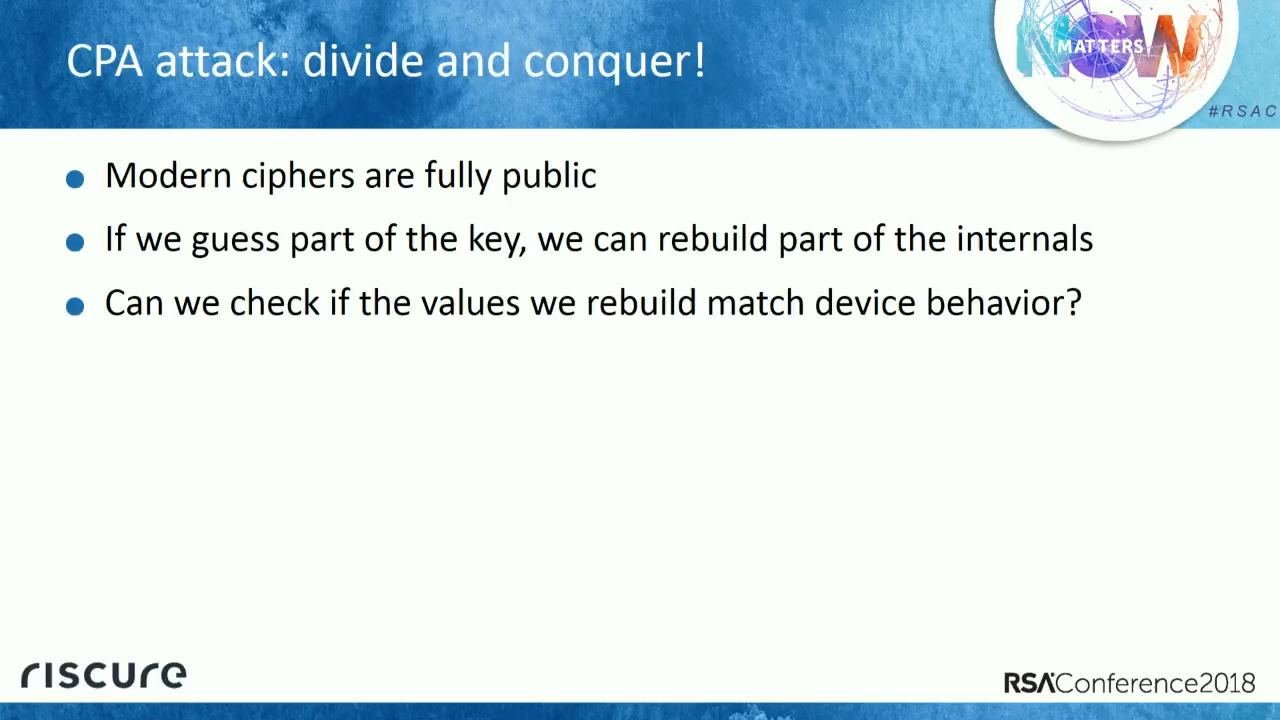 CPA attack: divide and conquer!
NOW
MATTERS
#RSAC
Modern ciphers are fully public
If we guess part of the key, we can rebuild part of the internals
Can we check if the values we rebuild match device behavior?
riscure
RSAConference2018